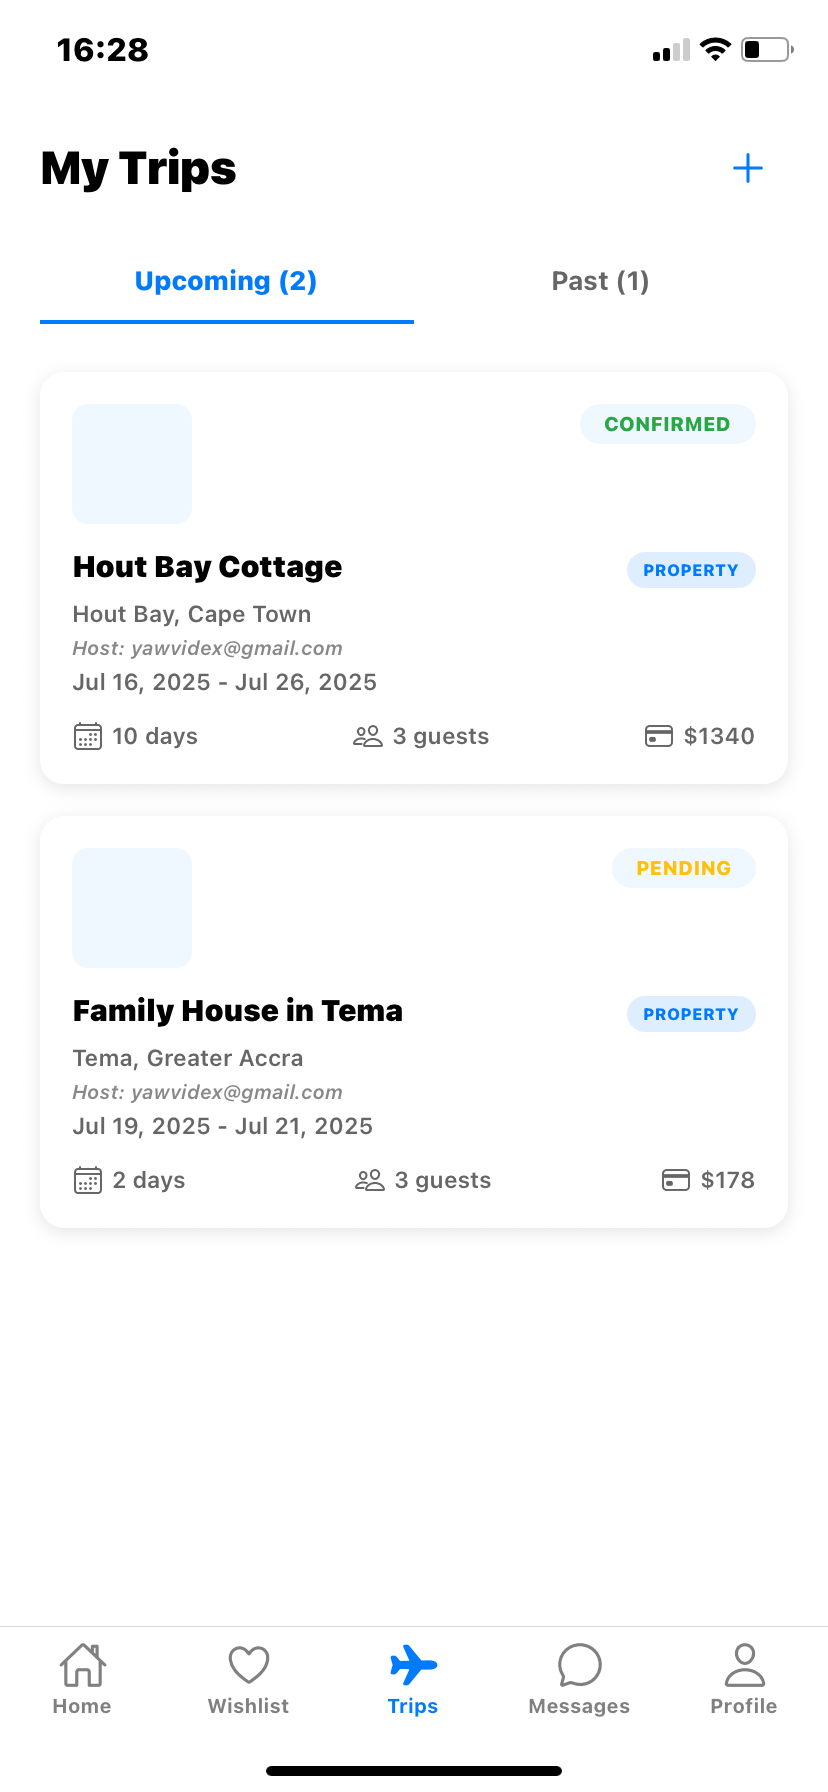 16:28
My Trips
Upcoming (2)
Past (1)
CONFIRMED
Hout Bay Cottage
PROPERTY
Hout Bay, Cape Town
Host: yawvidex@gmail.com
Jul 16, 2025 - Jul 26, 2025
10 days
3 guests
$1340
PENDING
Family House in Tema
PROPERTY
Tema, Greater Accra
Host: yawvidex@gmail.com
Jul 19, 2025 - Jul 21, 2025
2 days
3 guests
$178
Home
Wishlist
Trips
Messages
Profile